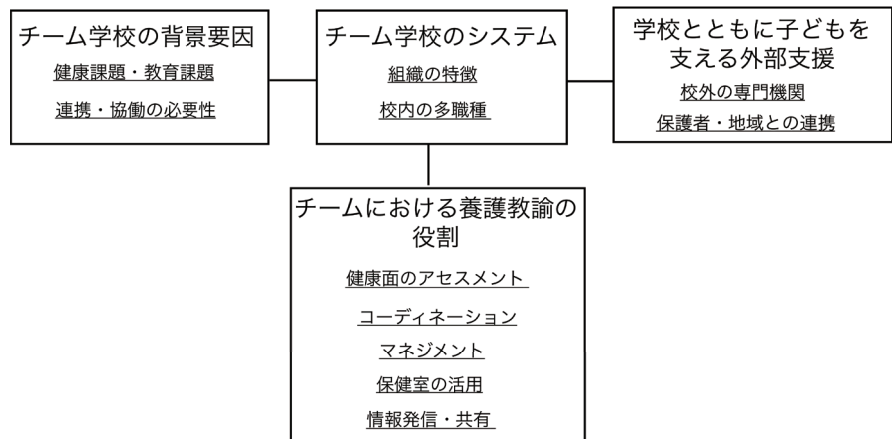 チーム学校の背景要因
健康課題・教育課題
連携・協働の必要性
チーム学校のシステム
組織の特徴
校内の多職種
学校とともに子どもを
支える外部支援
校外の専門機関
保護者・地域との連携
チームにおける養護教諭の
役割
健康面のアセスメント
コーディネーション
マネジメント
保健室の活用
情報発信・共有